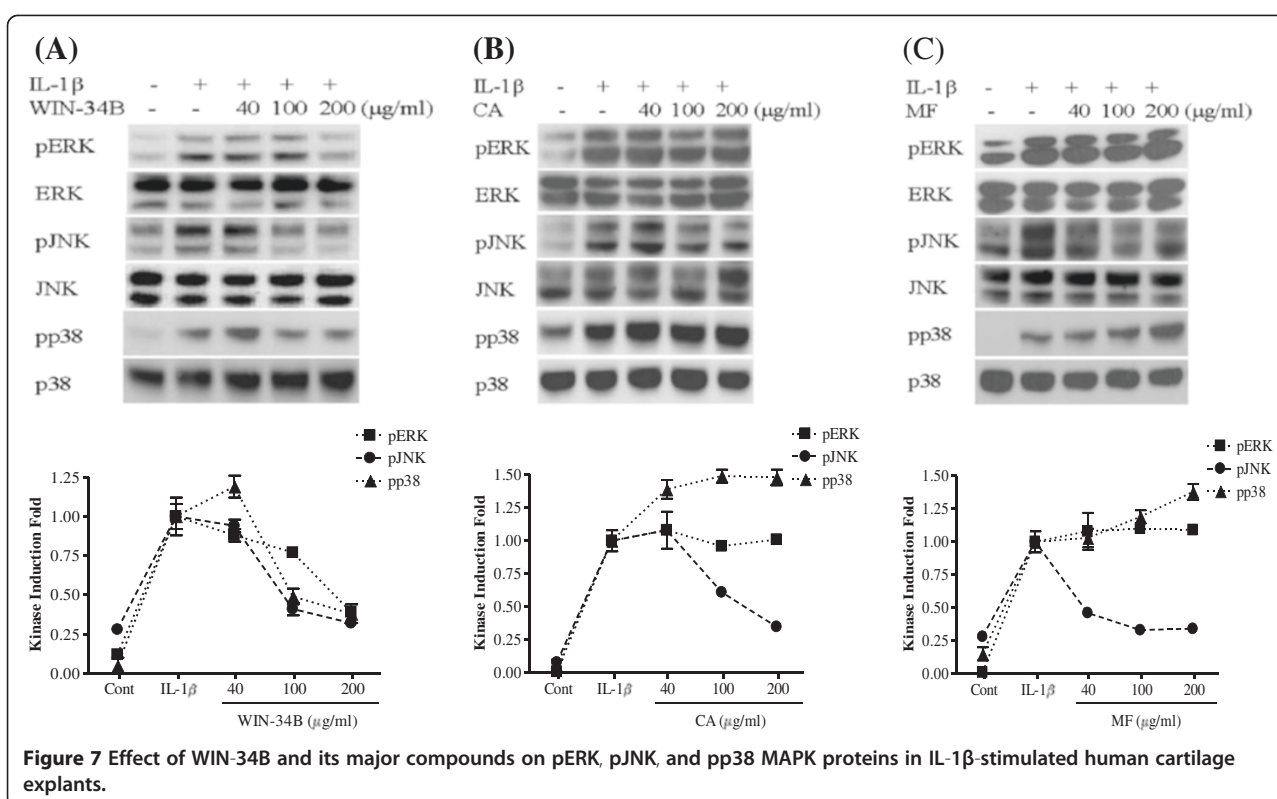 (A)
IL-1β - + + + +
WIN-34B - - 40 100 200 (μg/ml)
pERK
ERK
pJNK
JNK
pp38
p38
pERK
pJNK
pp38
Kinase Induction Fold
1.25
1.00
0.75
0.50
0.25
0.00
Cont IL-1β 40 100 200
WIN-34B (μg/ml)
(B)
IL-1β - + + + +
CA - - 40 100 200 (μg/ml)
pERK
ERK
pJNK
JNK
pp38
p38
pERK
pJNK
pp38
Kinase Induction Fold
1.50
1.25
1.00
0.75
0.50
0.25
0.00
Cont IL-1β 40 100 200
CA (μg/ml)
(C)
IL-1β - + + + +
MF - - 40 100 200 (μg/ml)
pERK
ERK
pJNK
JNK
pp38
p38
pERK
pJNK
pp38
Kinase Induction Fold
1.50
1.25
1.00
0.75
0.50
0.25
0.00
Cont IL-1β 40 100 200
MF (μg/ml)
Figure 7 Effect of WIN-34B and its major compounds on pERK, pJNK, and pp38 MAPK proteins in IL-1β-stimulated human cartilage
explants.